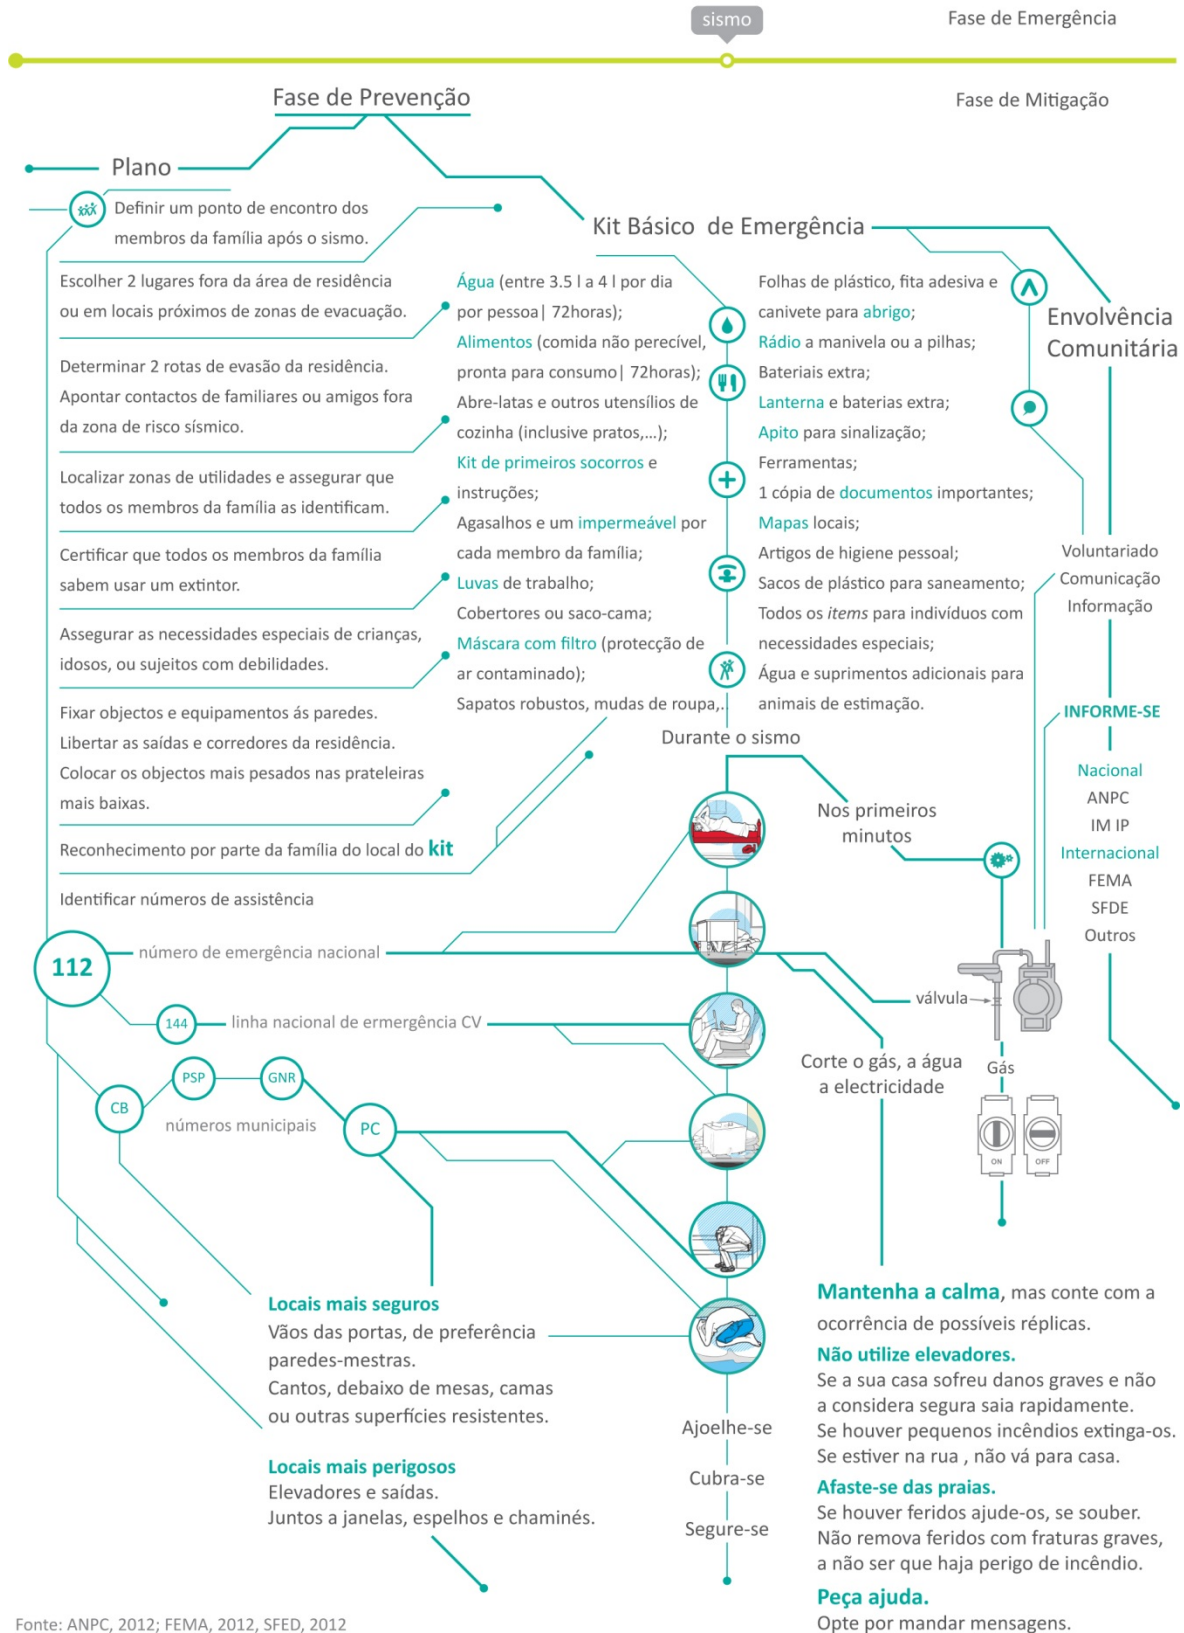 sismo
Fase de Emergência
Fase de Prevenção
Fase de Mitigação
Plano
Definir um ponto de encontro dos
membros da família após o sismo.
Escolher 2 lugares fora da área de residência
ou em locais próximos de zonas de evacuação.
Determinar 2 rotas de evasão da residência.
Apontar contactos de familiares ou amigos fora
da zona de risco sísmico.
Localizar zonas de utilidades e assegurar que
todos os membros da família as identificam.
Certificar que todos os membros da família
sabem usar um extintor.
Assegurar as necessidades especiais de crianças,
idosos, ou sujeitos com debilidades.
Fixar objectos e equipamentos ás paredes.
Libertar as saídas e corredores da residência.
Colocar os objectos mais pesados nas prateleiras
mais baixas.
Reconhecimento por parte da família do local do kit
Identificar números de assistência
112
número de emergência nacional
144
linha nacional de ermergência CV
CB
PSP
GNR
PC
números municipais
Kit Básico de Emergência
Água (entre 3.5 l a 4 l por dia
por pessoa| 72horas);
Alimentos (comida não perecível,
pronta para consumo| 72horas);
Abre-latas e outros utensílios de
cozinha (inclusive pratos,...);
Kit de primeiros socorros e
instruções;
Agasalhos e um impermeável por
cada membro da família;
Luvas de trabalho;
Cobertores ou saco-cama;
Máscara com filtro (protecção de
ar contaminado);
Sapatos robustos, mudas de roupa,..
Folhas de plástico, fita adesiva e
canivete para abrigo;
Rádio a manivela ou a pilhas;
Bateriais extra;
Lanterna e baterias extra;
Apito para sinalização;
Ferramentas;
1 cópia de documentos importantes;
Mapas locais;
Artigos de higiene pessoal;
Sacos de plástico para saneamento;
Todos os items para indivíduos com
necessidades especiais;
Água e suprimentos adicionais para
animais de estimação.
Envolvência
Comunitária
Voluntariado
Comunicação
Informação
INFORME-SE
Nacional
ANPC
IM IP
Internacional
FEMA
SFDE
Outros
Durante o sismo
Nos primeiros
minutos
válvula
Gás
ON
OFF
Corte o gás, a água
a electricidade
Locais mais seguros
Vãos das portas, de preferência
paredes-mestras.
Cantos, debaixo de mesas, camas
ou outras superfícies resistentes.
Locais mais perigosos
Elevadores e saídas.
Juntos a janelas, espelhos e chaminés.
Ajoelhe-se
Cubra-se
Segure-se
Mantenha a calma, mas conte com a
ocorrência de possíveis réplicas.
Não utilize elevadores.
Se a sua casa sofreu danos graves e não
a considera segura saia rapidamente.
Se houver pequenos incêndios extinga-os.
Se estiver na rua , não vá para casa.
Afaste-se das praias.
Se houver feridos ajude-os, se souber.
Não remova feridos com fraturas graves,
a não ser que haja perigo de incêndio.
Peça ajuda.
Opte por mandar mensagens.
Fonte: ANPC, 2012; FEMA, 2012, SFED, 2012